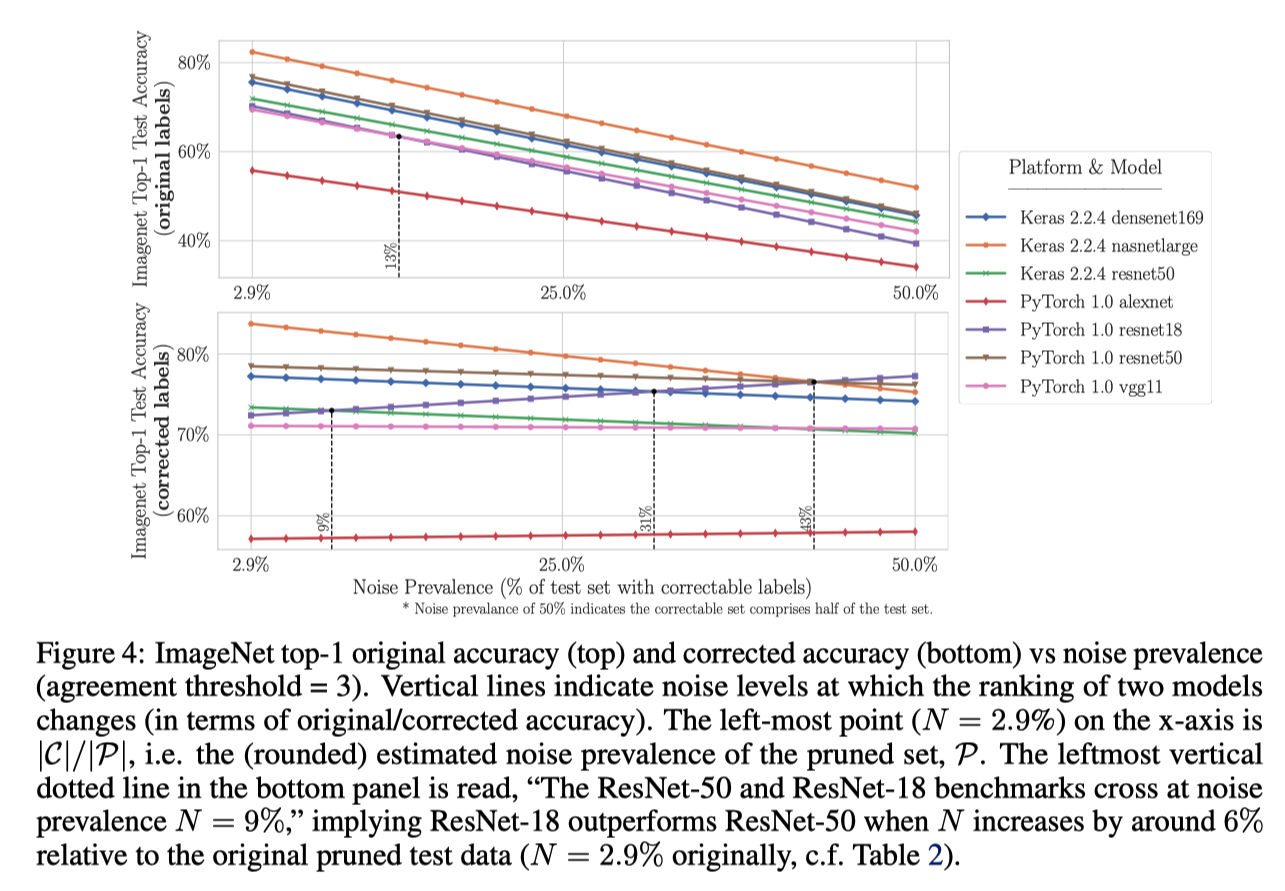 Imagenet Top-1 Test Accuracy
(original labels)
80%
60%
40%
13%
2.9%
25.0%
50.0%
Imagenet Top-1 Test Accuracy
(corrected labels)
80%
70%
60%
9%
31%
43%
2.9%
25.0%
50.0%
Noise Prevalence (% of test set with correctable labels)
* Noise prevalance of 50% indicates the correctable set comprises half of the test set.
Platform & Model
Keras 2.2.4 densenet169
Keras 2.2.4 nasnetlarge
Keras 2.2.4 resnet50
PyTorch 1.0 alexnet
PyTorch 1.0 resnet18
PyTorch 1.0 resnet50
PyTorch 1.0 vgg11
Figure 4: ImageNet top-1 original accuracy (top) and corrected accuracy (bottom) vs noise prevalence
(agreement threshold = 3). Vertical lines indicate noise levels at which the ranking of two models
changes (in terms of original/corrected accuracy). The left-most point (N = 2.9%) on the x-axis is
|C|/|P|, i.e. the (rounded) estimated noise prevalence of the pruned set, P. The leftmost vertical
dotted line in the bottom panel is read, “The ResNet-50 and ResNet-18 benchmarks cross at noise
prevalence N = 9%,” implying ResNet-18 outperforms ResNet-50 when N increases by around 6%
relative to the original pruned test data (N = 2.9% originally, c.f. Table 2).